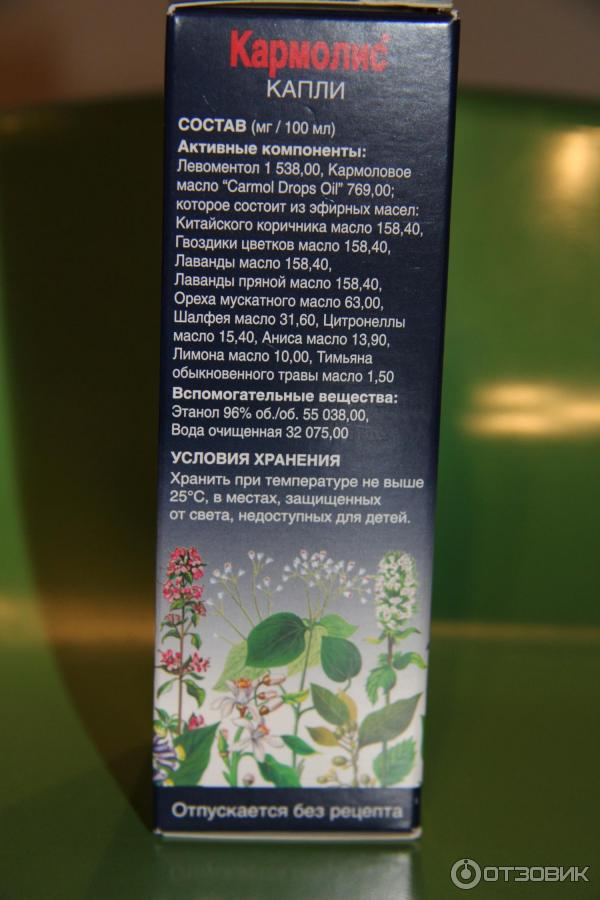 Кармолис
КАПЛИ
СОСТАВ (мг / 100 мл)
Активные компоненты:
Левоментол 1 538,00, Кармоловое
масло “Carmol Drops Oil” 769,00;
которое состоит из эфирных масел:
Китайского коричника масло 158,40,
Гвоздики цветков масло 158,40,
Лаванды масло 158,40,
Лаванды пряной масло 158,40,
Ореха мускатного масло 63,00,
Шалфея масло 31,60, Цитронеллы
масло 15,40, Аниса масло 13,90,
Лимона масло 10,00, Тимьяна
обыкновенного травы масло 1,50
Вспомогательные вещества:
Этанол 96% об./об. 55 038,00,
Вода очищенная 32 075,00
УСЛОВИЯ ХРАНЕНИЯ
Хранить при температуре не выше
25°C, в местах, защищенных
от света, недоступных для детей.
Отпускается без рецепта
ОТЗОВИК